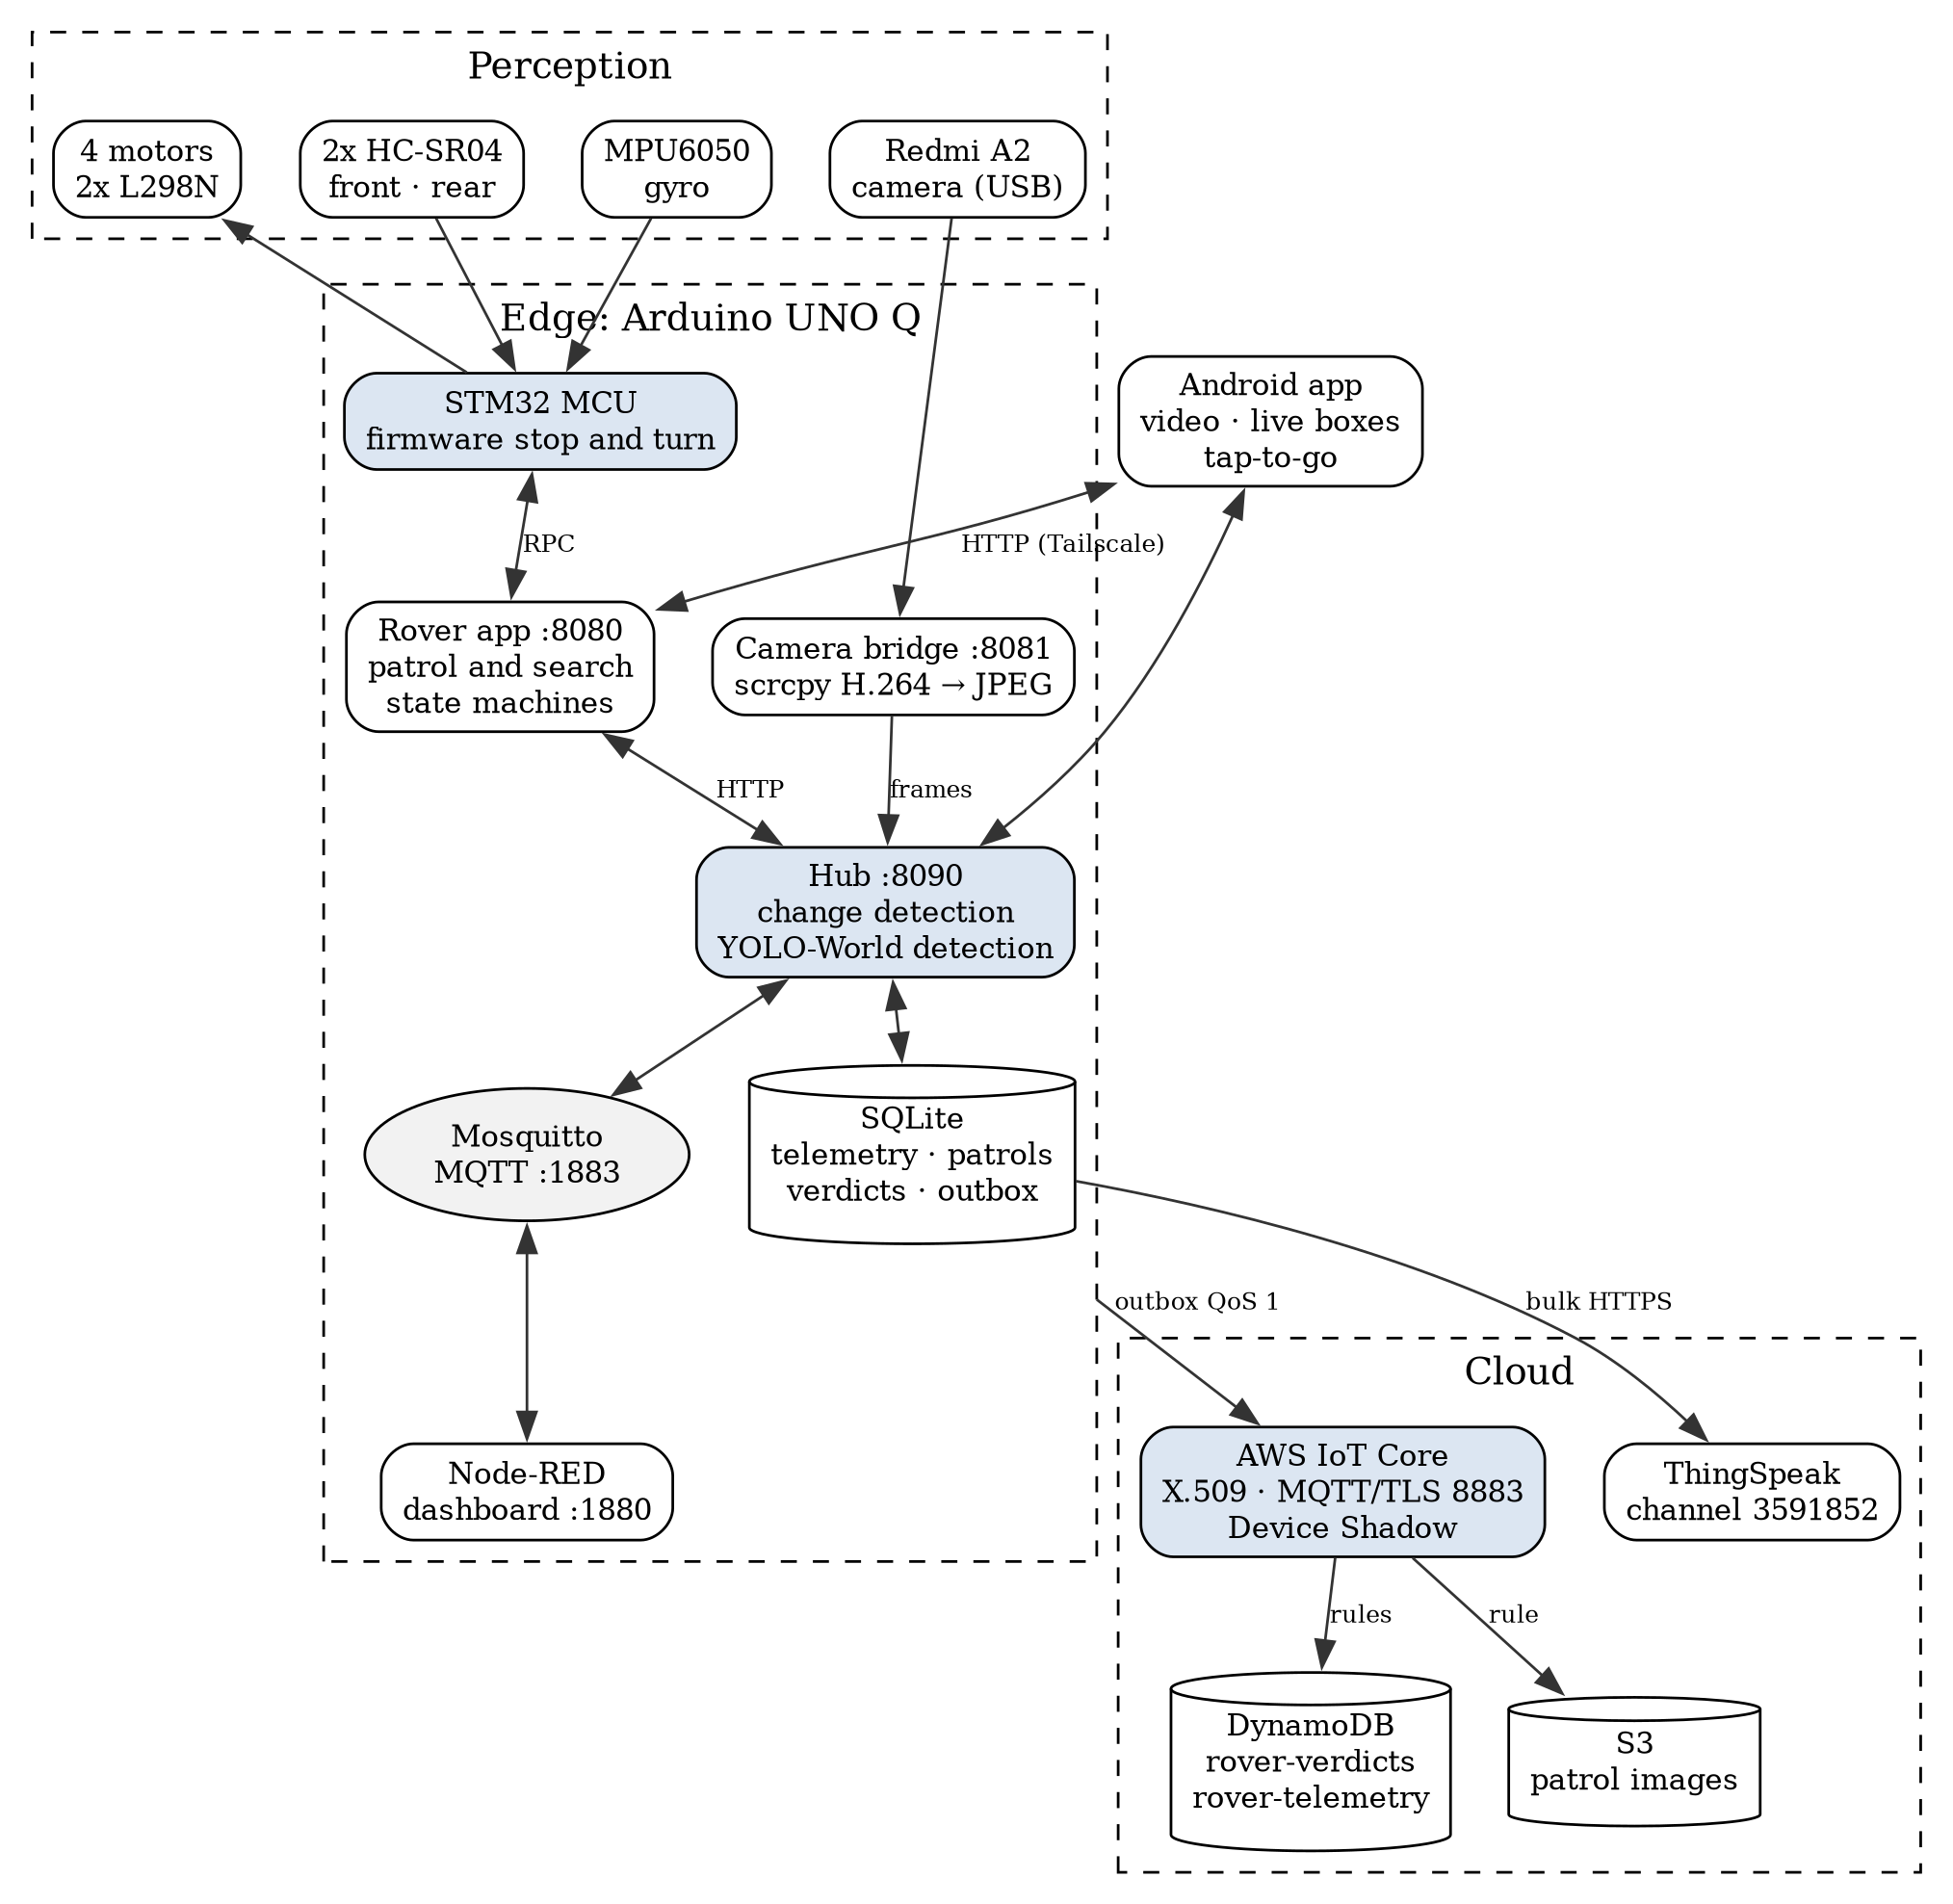 Perception
4 motors
2x L298N
2x HC-SR04
front · rear
MPU6050
gyro
Redmi A2
camera (USB)
Edge: Arduino UNO Q
STM32 MCU
firmware stop and turn
Android app
video · live boxes
tap-to-go
RPC
HTTP (Tailscale)
Rover app :8080
patrol and search
state machines
Camera bridge :8081
scrcpy H.264 → JPEG
HTTP
frames
Hub :8090
change detection
YOLO-World detection
Mosquitto
MQTT :1883
SQLite
telemetry · patrols
verdicts · outbox
outbox QoS 1
bulk HTTPS
Cloud
Node-RED
dashboard :1880
AWS IoT Core
X.509 · MQTT/TLS 8883
Device Shadow
ThingSpeak
channel 3591852
rules
rule
DynamoDB
rover-verdicts
rover-telemetry
S3
patrol images